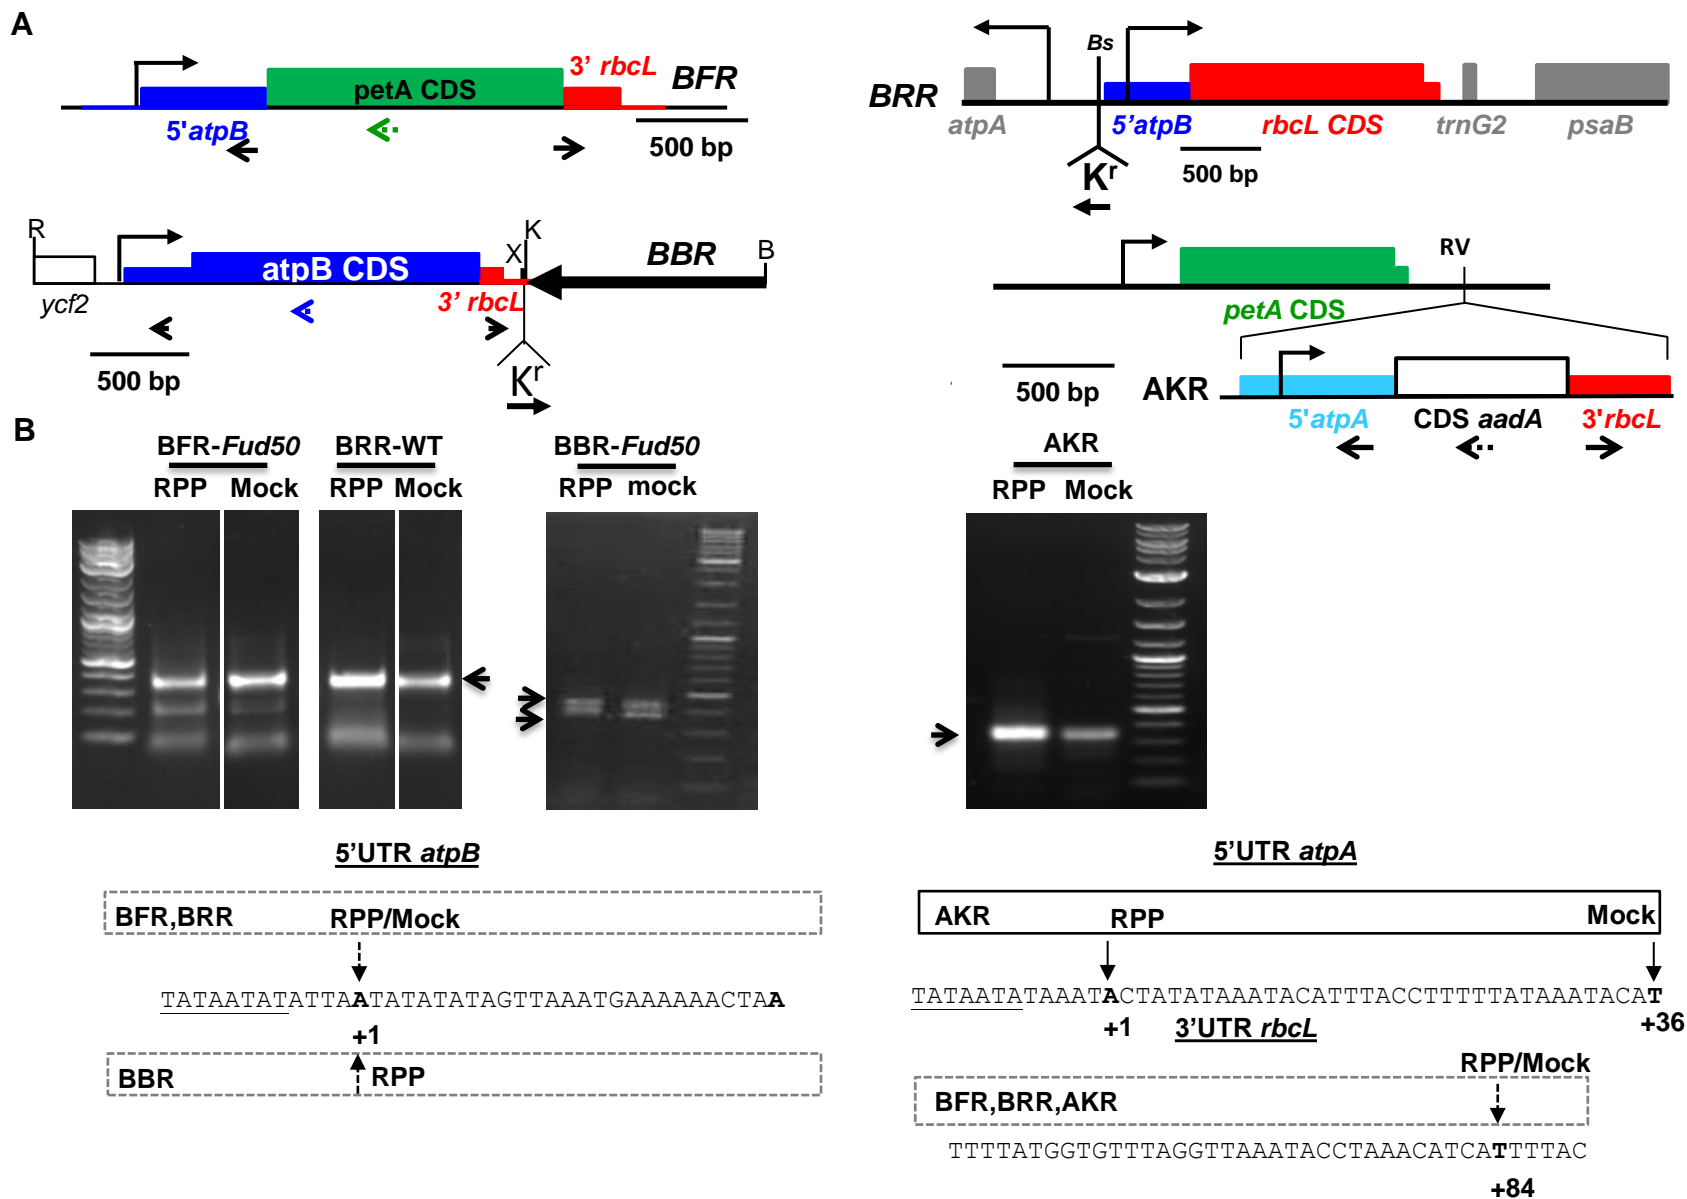 A
3' rbcL
BFR
petA CDS
5'atpB
500 bp
Bs
BRR
atpA
5'atpB
rbcL CDS
trnG2
psaB
Kr
500 bp
R
K
X
B
BBR
atpB CDS
ycf2
3' rbcL
500 bp
Kr
RV
petA CDS
500 bp
AKR
5'atpA
CDS aadA
3'rbcL
B
BFR-Fud50
BRR-WT
BBR-Fud50
AKR
RPP Mock
RPP Mock
RPP mock
RPP Mock
5'UTR atpB
BFR,BRR
RPP/Mock
TATAATATATTAATATATATAGTTAAATGAAAAAACTAA
+1
BBR
RPP
5'UTR atpA
AKR
RPP
Mock
TATAATATAAATACTATATAAATACATTTACCTTTTTATAAATACAT
+1
+36
3'UTR rbcL
RPP/Mock
BFR,BRR,AKR
TTTTATGGTGTTTAGGTTAAATACCTAAACATCATTTTAC
+84